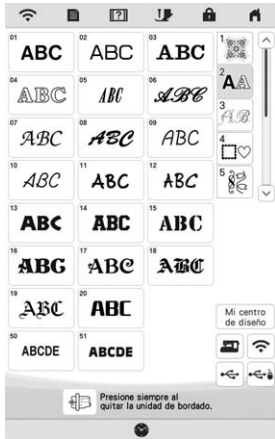 01 ABC 02 ABC 03 ABC 1
04 ABC 05 ABC 06 ABC 2 AA
07 ABC 08 ABC 09 ABC 3 AB
10 ABC 11 ABC 12 ABC 4
13 ABC 14 ABC 15 ABC 5
16 ABC 17 ABC 18 ABC
19 ABC 20 ABC
50 ABCDE 51 ABCDE
Mi centro
de diseño
Presione siempre al
quitar la unidad de bordado.